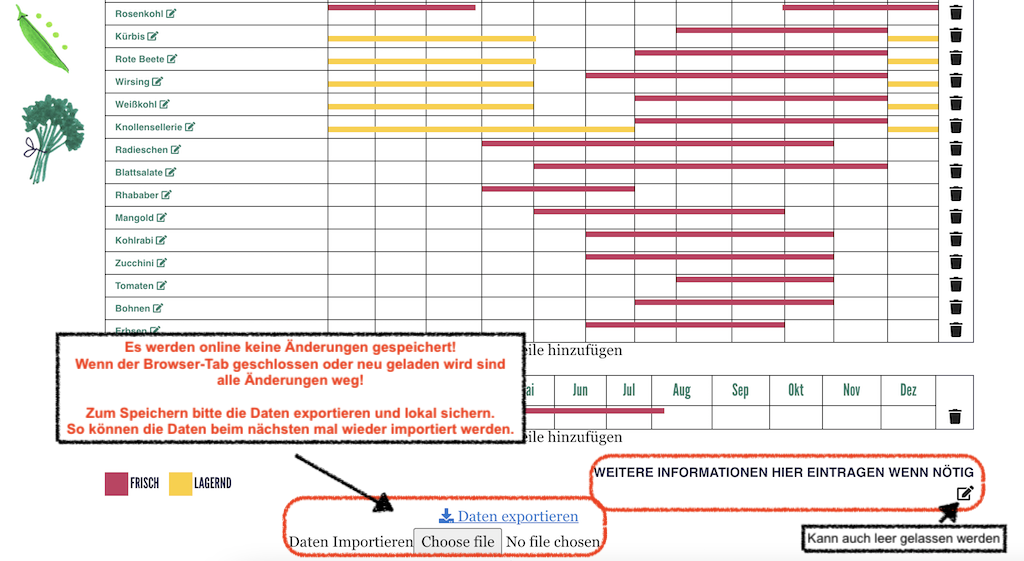 Rosenkohl
Kürbis
Rote Beete
Wirsing
Weißkohl
Knollensellerie
Radieschen
Blattsalate
Rhababer
Mangold
Kohlrabi
Zucchini
Tomaten
Bohnen
Erbsen
Es werden online keine Änderungen gespeichert!
Wenn der Browser-Tab geschlossen oder neu geladen wird sind
alle Änderungen weg!
Zum Speichern bitte die Daten exportieren und lokal sichern.
So können die Daten beim nächsten mal wieder importiert werden.
eile hinzufügen
ai Jun Jul Aug Sep Okt Nov Dez
eile hinzufügen
FRISCH LAGERND
WEITERE INFORMATIONEN HIER EINTRAGEN WENN NÖTIG
Daten exportieren
Daten Importieren Choose file No file chosen
Kann auch leer gelassen werden